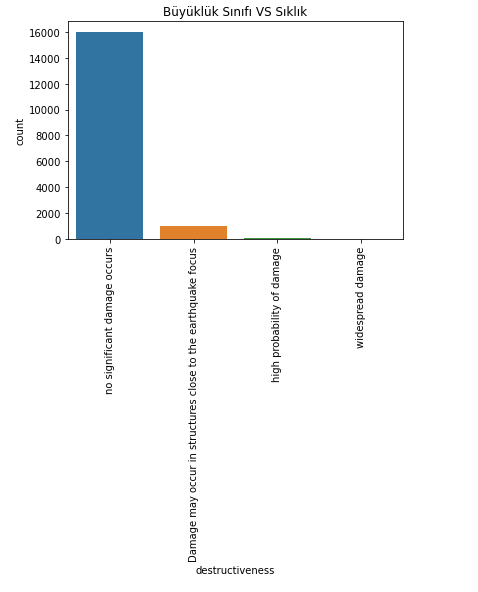 Büyüklük Sınıfı VS Sıklık
16000
14000
12000
10000
8000
6000
4000
2000
0
count
no significant damage occurs
Damage may occur in structures close to the earthquake focus
high probability of damage
widespread damage
destructiveness